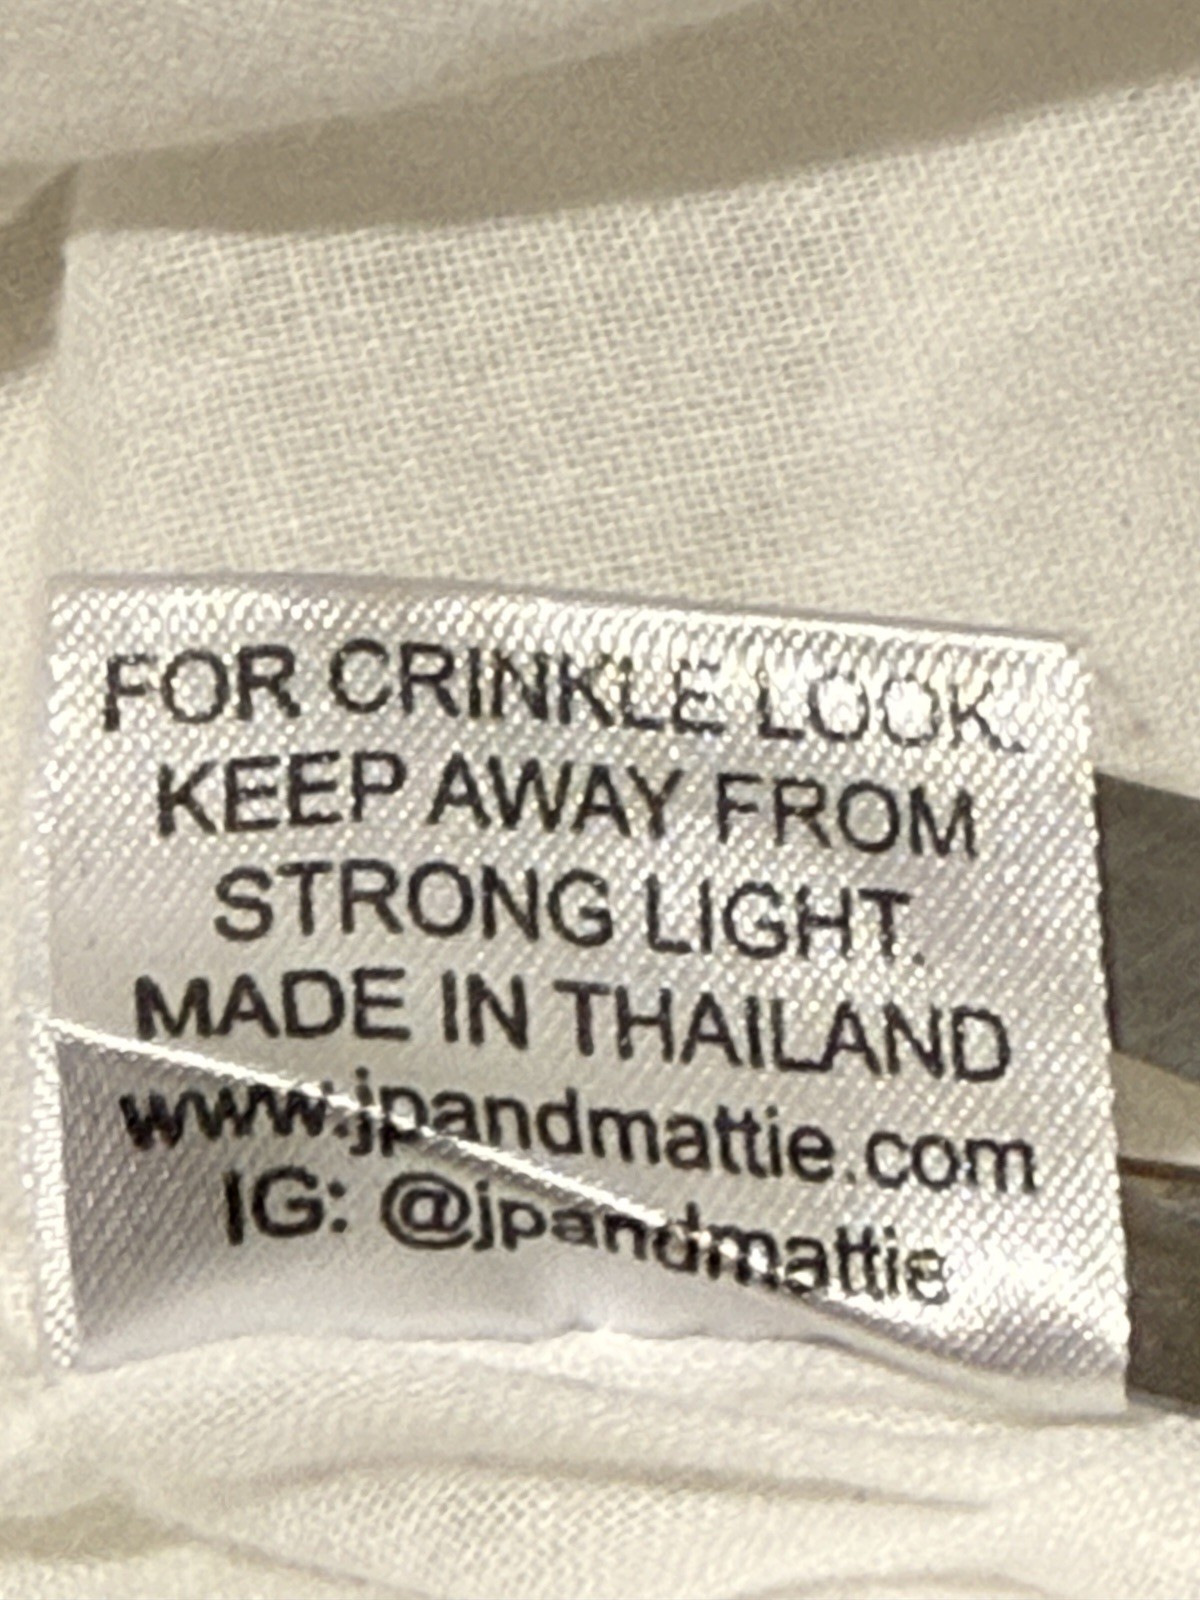 FOR CRINKLE LOOK.
KEEP AWAY FROM
STRONG LIGHT.
MADE IN THAILAND
www.jpandmattie.com
IG: @jpandmattie